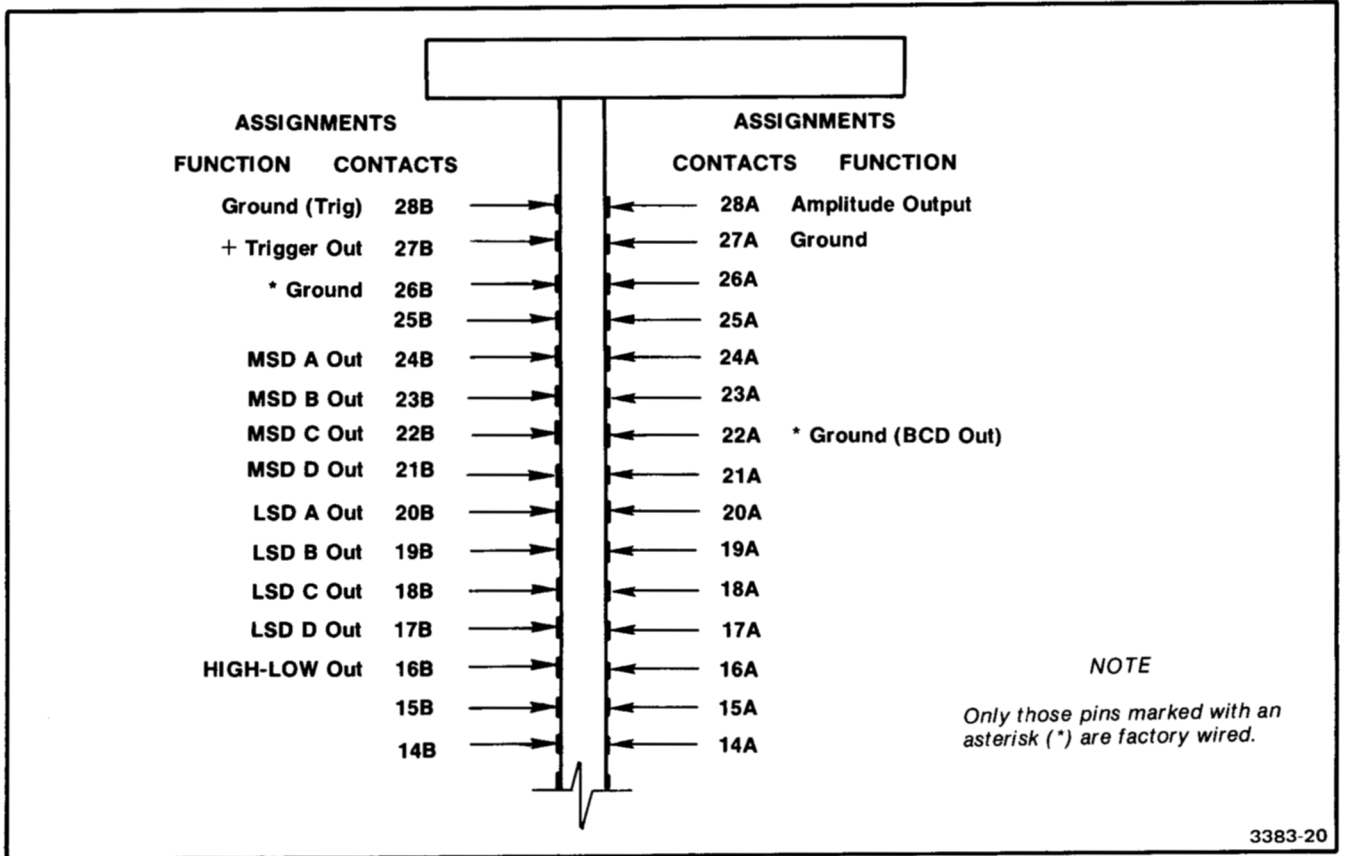 ASSIGNMENTS ASSIGNMENTS
FUNCTION CONTACTS CONTACTS FUNCTION
Ground (Trig) 28B 28A Amplitude Output
+ Trigger Out 27B 27A Ground
* Ground 26B 26A
25B 25A
MSD A Out 24B 24A
MSD B Out 23B 23A
MSD C Out 22B 22A * Ground (BCD Out)
MSD D Out 21B 21A
LSD A Out 20B 20A
LSD B Out 19B 19A
LSD C Out 18B 18A
LSD D Out 17B 17A
HIGH-LOW Out 16B 16A
15B 15A
14B 14A
NOTE
Only those pins marked with an
asterisk (*) are factory wired.
3383-20